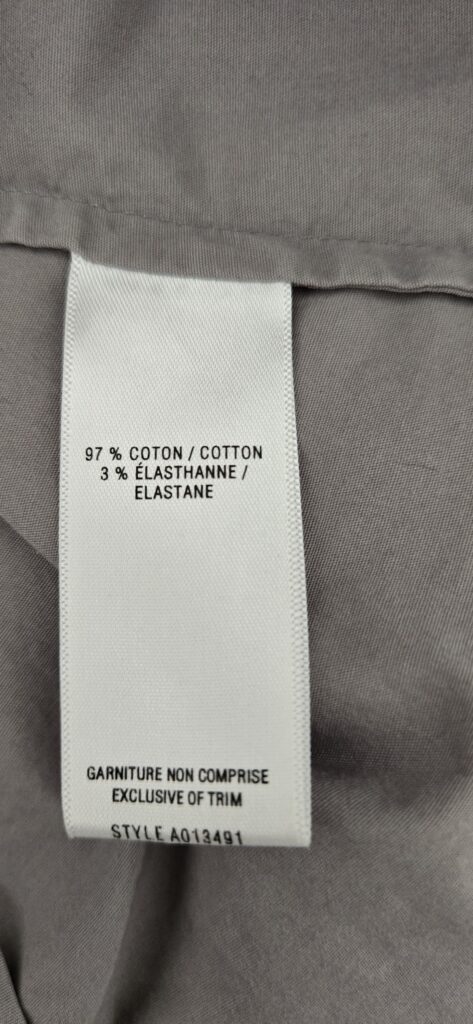 97 % COTON / COTTON
3 % ÉLASTHANNE /
ELASTANE
GARNITURE NON COMPRISE
EXCLUSIVE OF TRIM
STYLE A013491